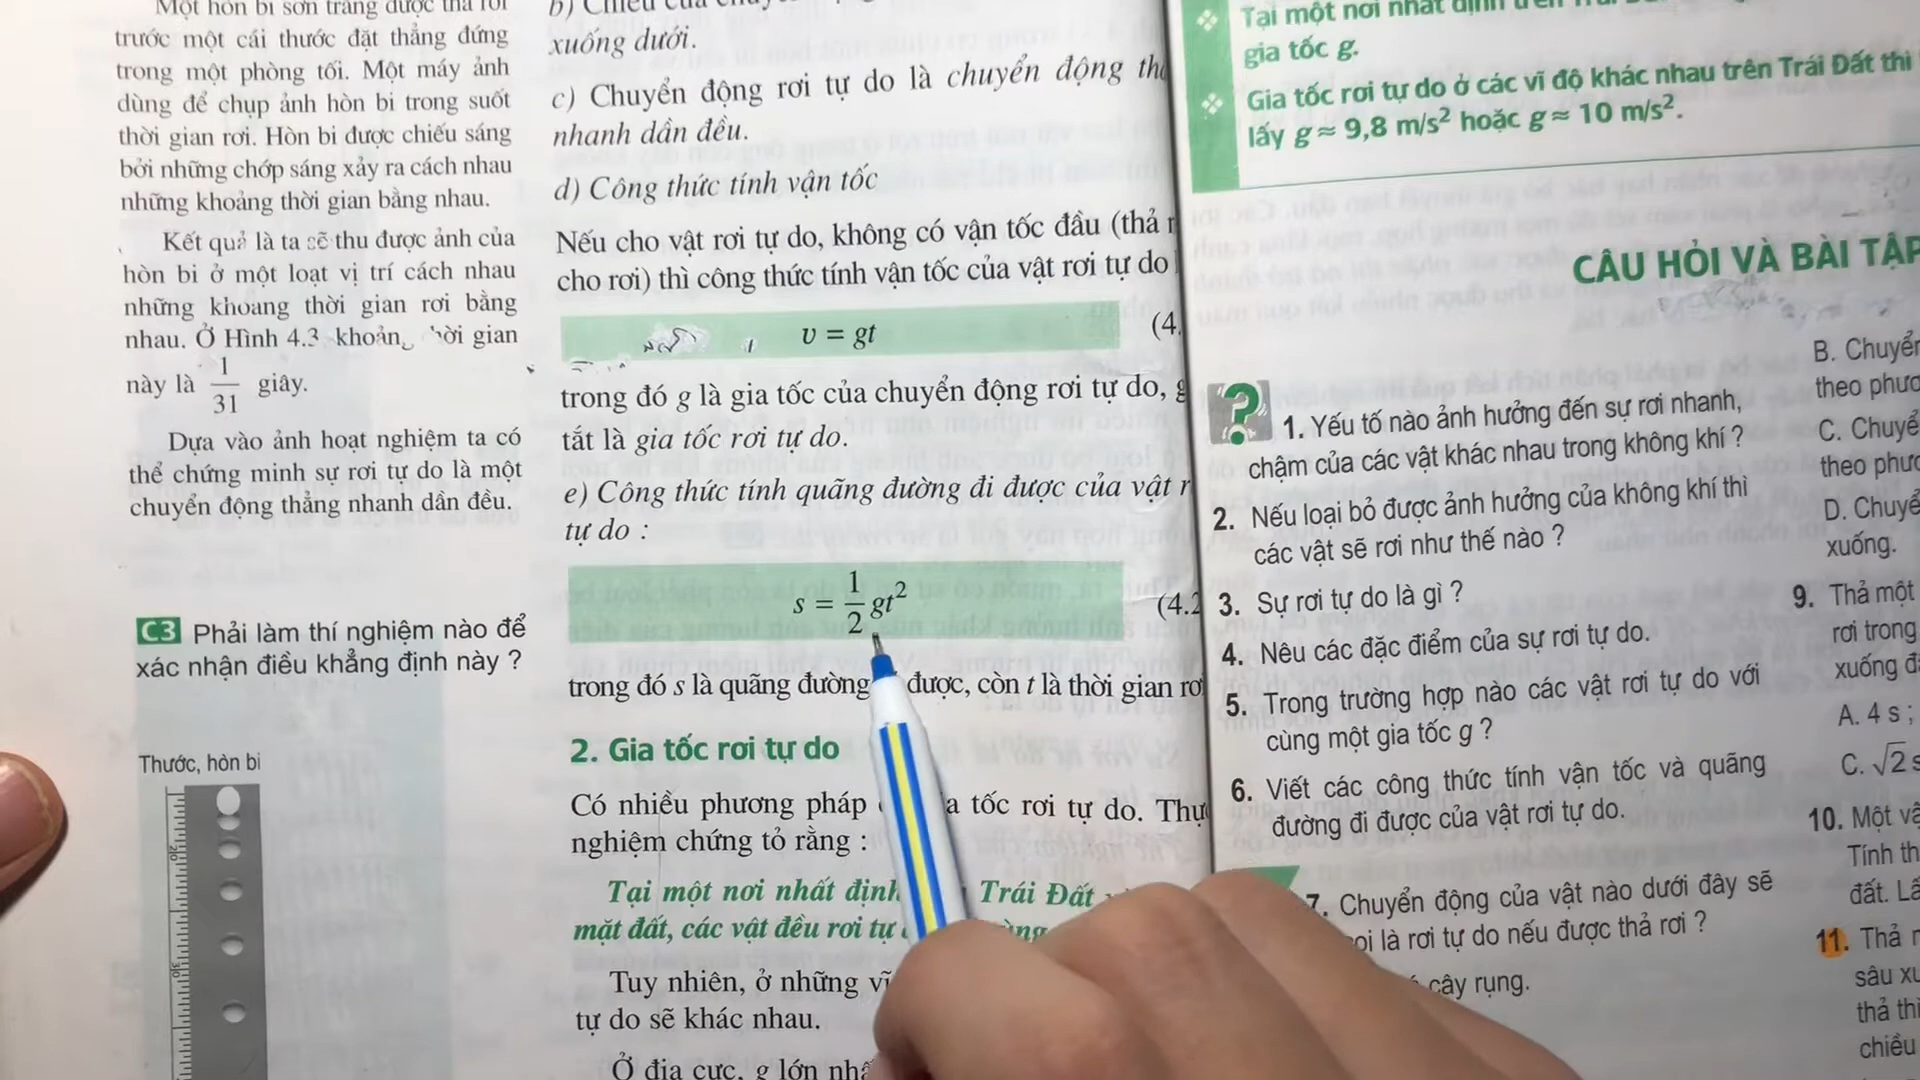 Một hòn bi sơn trắng được thả rơi
trước một cái thước đặt thẳng đứng
trong một phòng tối. Một máy ảnh
dùng để chụp ảnh hòn bi trong suốt
thời gian rơi. Hòn bi được chiếu sáng
bởi những chớp sáng xảy ra cách nhau
những khoảng thời gian bằng nhau.
Kết quả là ta sẽ thu được ảnh của
hòn bi ở một loạt vị trí cách nhau
những khoảng thời gian rơi bằng
nhau. Ở Hình 4.3 gian
này là 1/31 giây.
Dựa vào ảnh hoạt nghiệm ta có
thể chứng minh sự rơi tự do là một
chuyển động thẳng nhanh dần đều.
C3 Phải làm thí nghiệm nào để
xác nhận điều khẳng định này ?
Thước, hòn bi
b) Chiều của
xuống dưới.
c) Chuyển động rơi tự do là chuyển động
nhanh dần đều.
d) Công thức tính vận tốc
Nếu cho vật rơi tự do, không có vận tốc đầu (thả
cho rơi) thì công thức tính vận tốc của vật rơi tự do
v = gt (4.
trong đó g là gia tốc của chuyển động rơi tự do, g
tắt là gia tốc rơi tự do.
e) Công thức tính quãng đường đi được của vật r
tự do :
s = 1/2 gt² (4.2
trong đó s là quãng đường được, còn t là thời gian
2. Gia tốc rơi tự do
Có nhiều phương pháp tốc rơi tự do. Thực
nghiệm chứng tỏ rằng :
Tại một nơi nhất định Trái Đất
mặt đất, các vật đều rơi tự
Tuy nhiên, ở những vĩ
tự do sẽ khác nhau.
Ở địa cực, g lớn nhất
Tại một nơi nhất định trên
gia tốc g.
Gia tốc rơi tự do ở các vĩ độ khác nhau trên Trái Đất thì
lấy g ≈ 9,8 m/s² hoặc g ≈ 10 m/s².
CÂU HỎI VÀ BÀI TẬP
?
1. Yếu tố nào ảnh hưởng đến sự rơi nhanh,
chậm của các vật khác nhau trong không khí ?
2. Nếu loại bỏ được ảnh hưởng của không khí thì
các vật sẽ rơi như thế nào ?
3. Sự rơi tự do là gì ?
4. Nêu các đặc điểm của sự rơi tự do.
5. Trong trường hợp nào các vật rơi tự do với
cùng một gia tốc g ?
6. Viết các công thức tính vận tốc và quãng
đường đi được của vật rơi tự do.
7. Chuyển động của vật nào dưới đây sẽ
là rơi tự do nếu được thả rơi ?
cây rụng.
B. Chuyển
theo phươ
C. Chuyể
theo phươ
D. Chuyể
xuống.
9. Thả một
rơi trong
xuống đ
A. 4 s ;
C. √2 s
10. Một vậ
Tính th
đất. Lấ
11. Thả
sâu xu
thả thì
chiều